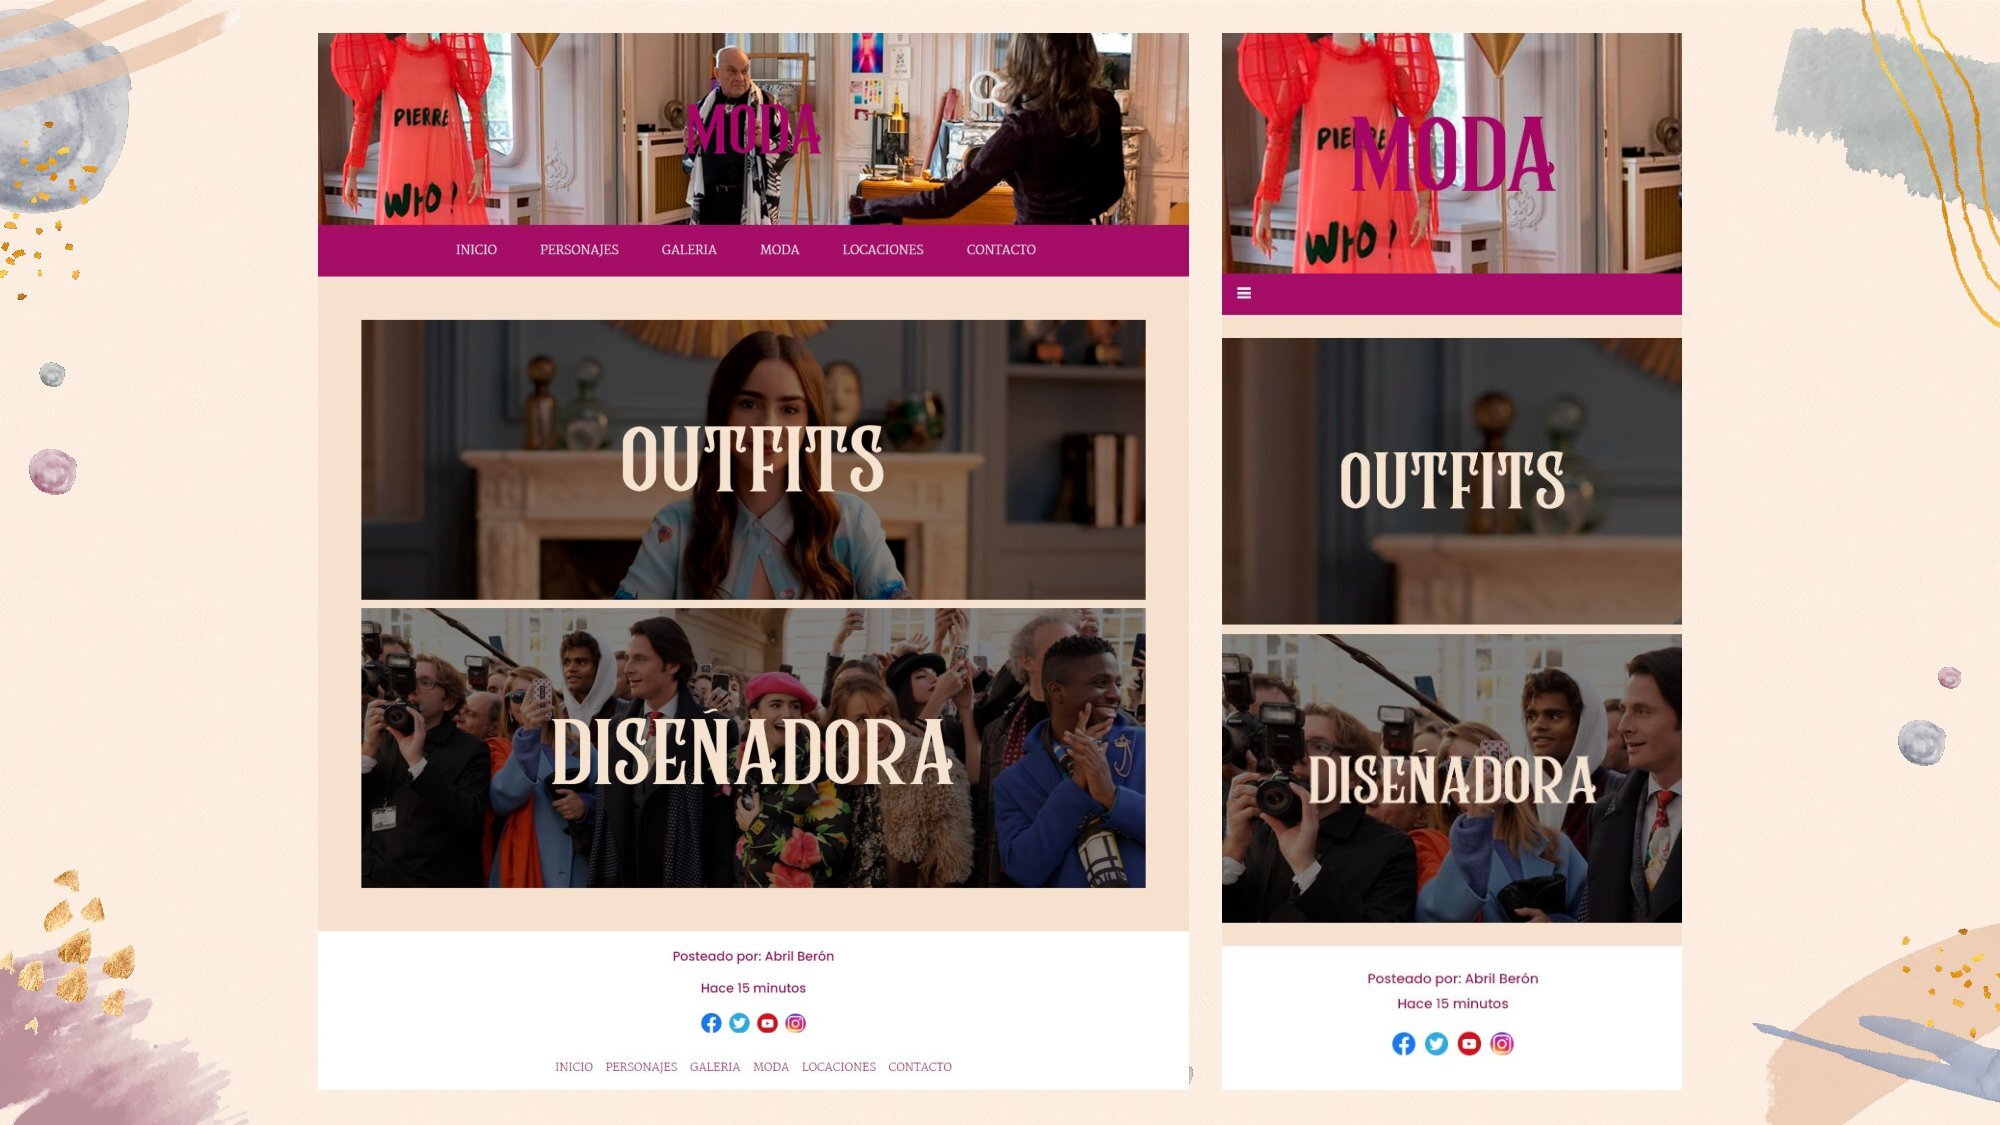 PIERRE
WHO?
MODA
INICIO PERSONAJES GALERIA MODA LOCACIONES CONTACTO
OUTFITS
DISEÑADORA
Posteado por: Abril Berón
Hace 15 minutos
INICIO PERSONAJES GALERIA MODA LOCACIONES CONTACTO
PIERRE
MODA
WHO?
OUTFITS
DISEÑADORA
Posteado por: Abril Berón
Hace 15 minutos